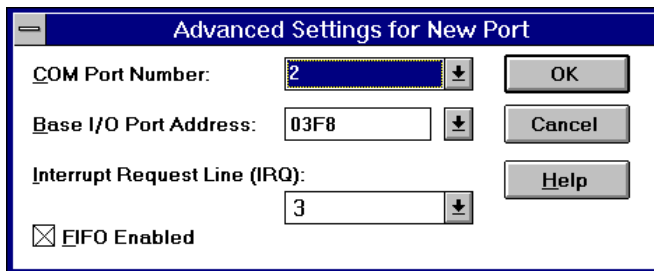 Advanced Settings for New Port
COM Port Number: 2 OK
Base I/O Port Address: 03F8 Cancel
Interrupt Request Line (IRQ): Help
3
FIFO Enabled